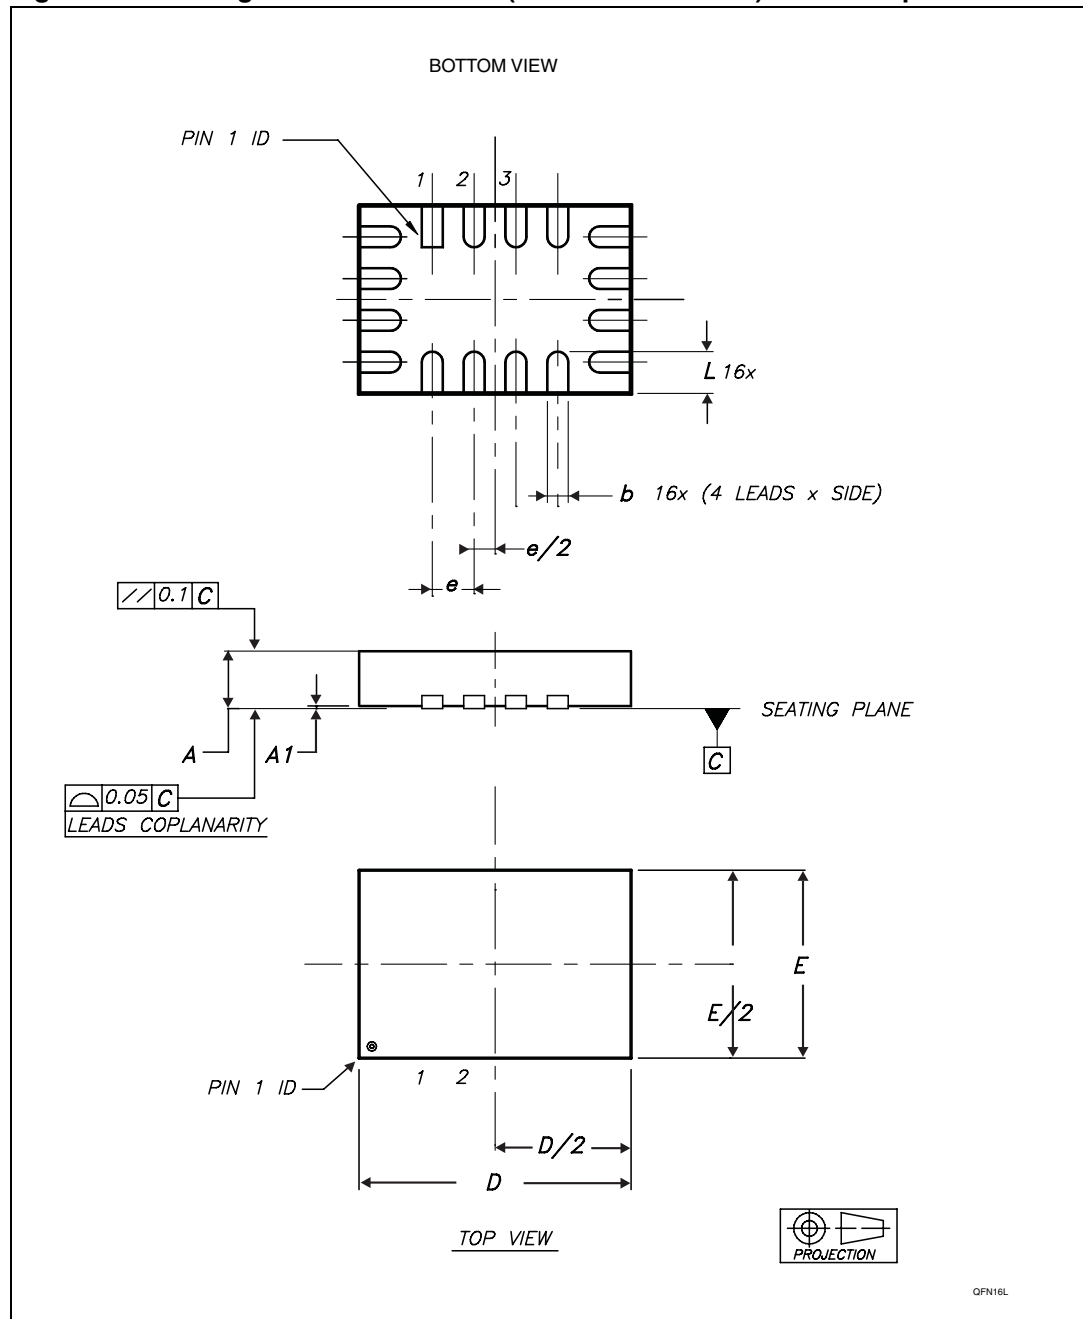 BOTTOM VIEW
PIN 1 ID
1 2 3
L 16x
b 16x (4 LEADS x SIDE)
e/2
e
// 0.1 C
SEATING PLANE
A A1
C
0.05 C
LEADS COPLANARITY
E
E/2
PIN 1 ID
1 2
D/2
D
TOP VIEW
PROJECTION
QFN16L